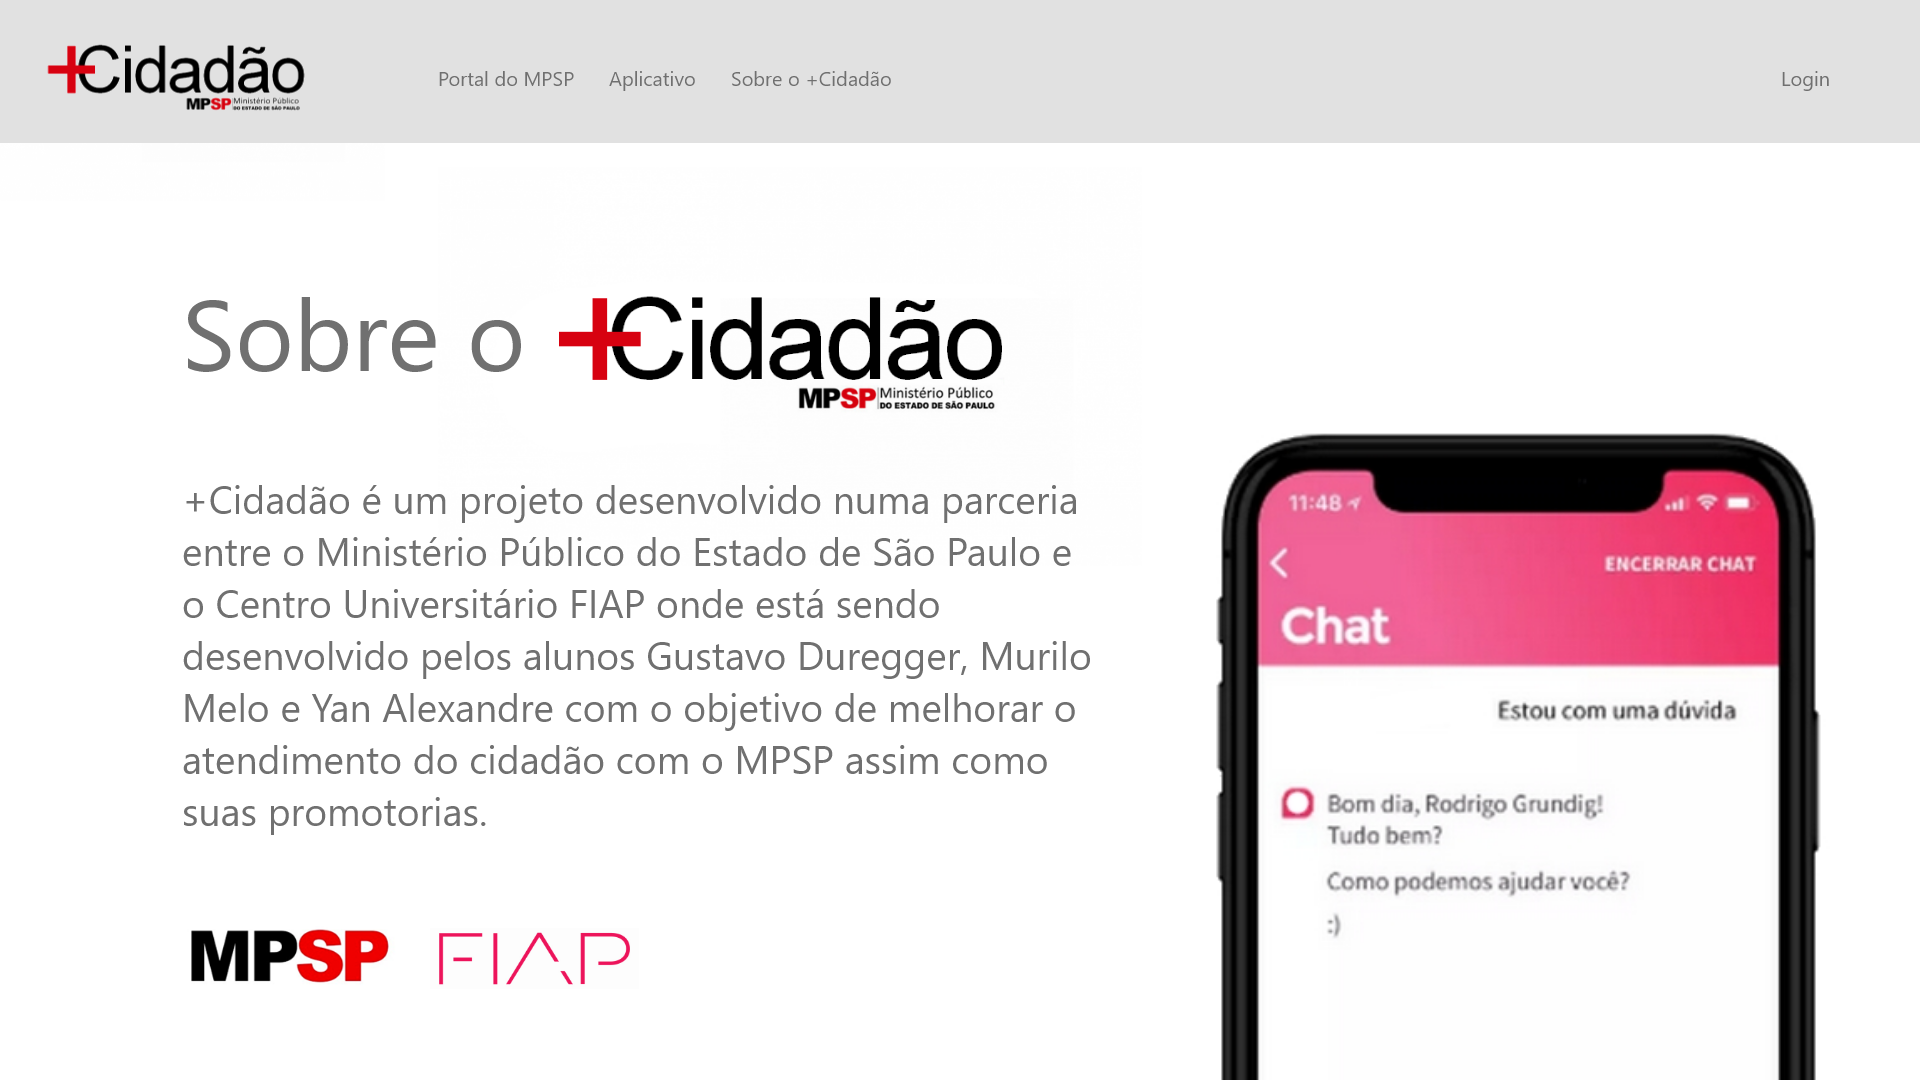 +Cidadão
MPSP Ministério Público
DO ESTADO DE SÃO PAULO
Portal do MPSP
Aplicativo
Sobre o +Cidadão
Login
Sobre o +Cidadão
MPSP Ministério Público
DO ESTADO DE SÃO PAULO
+Cidadão é um projeto desenvolvido numa parceria
entre o Ministério Público do Estado de São Paulo e
o Centro Universitário FIAP onde está sendo
desenvolvido pelos alunos Gustavo Duregger, Murilo
Melo e Yan Alexandre com o objetivo de melhorar o
atendimento do cidadão com o MPSP assim como
suas promotorias.
MPSP
FIAP
11:48
ENCERRAR CHAT
Chat
Estou com uma dúvida
Bom dia, Rodrigo Grundig!
Tudo bem?
Como podemos ajudar você?
:)